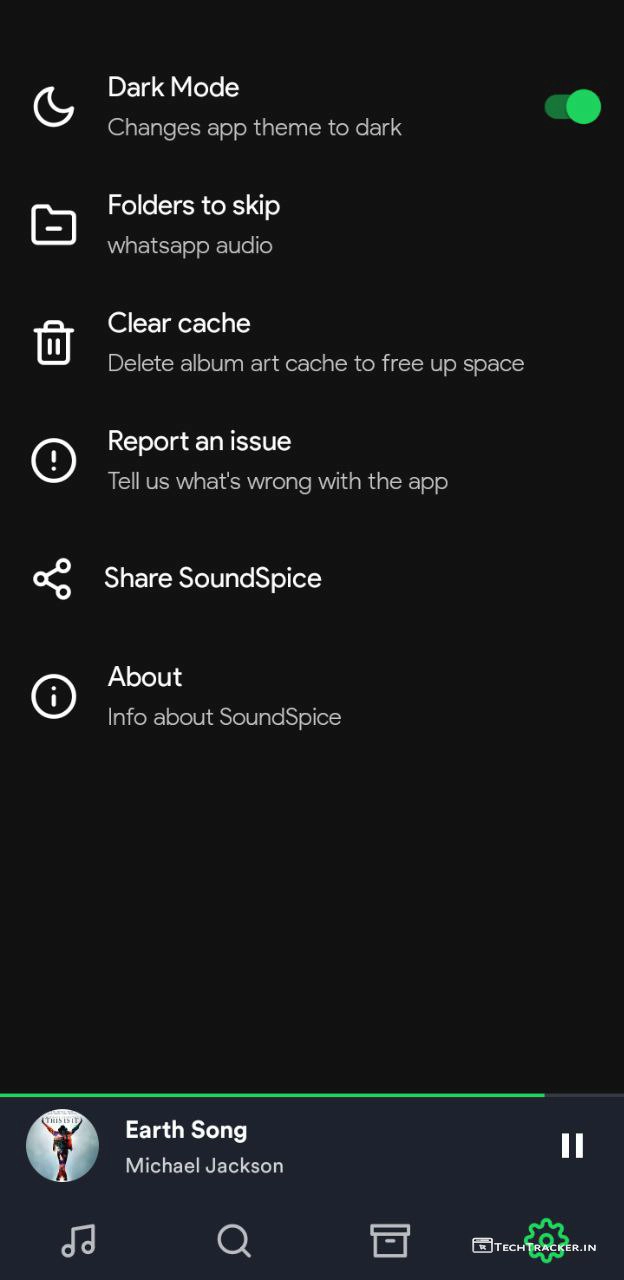 Dark Mode
Changes app theme to dark
Folders to skip
whatsapp audio
Clear cache
Delete album art cache to free up space
Report an issue
Tell us what's wrong with the app
Share SoundSpice
About
Info about SoundSpice
THIS IS IT
Earth Song
Michael Jackson
TECHTRACKER.IN